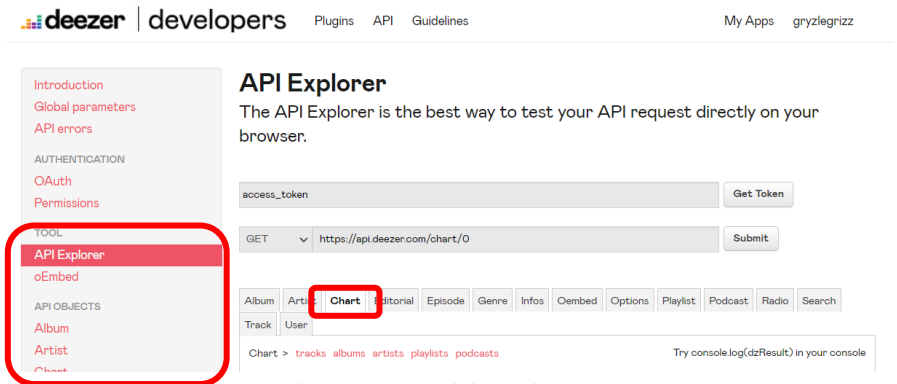 deezer | developers Plugins API Guidelines My Apps gryzlegrizz
Introduction
Global parameters
API errors
AUTHENTICATION
OAuth
Permissions
TOOL
API Explorer
oEmbed
API OBJECTS
Album
Artist
Chart
API Explorer
The API Explorer is the best way to test your API request directly on your
browser.
access_token Get Token
GET https://api.deezer.com/chart/0 Submit
Album Artist Chart Editorial Episode Genre Infos Oembed Options Playlist Podcast Radio Search
Track User
Chart > tracks albums artists playlists podcasts Try console.log(dzResult) in your console